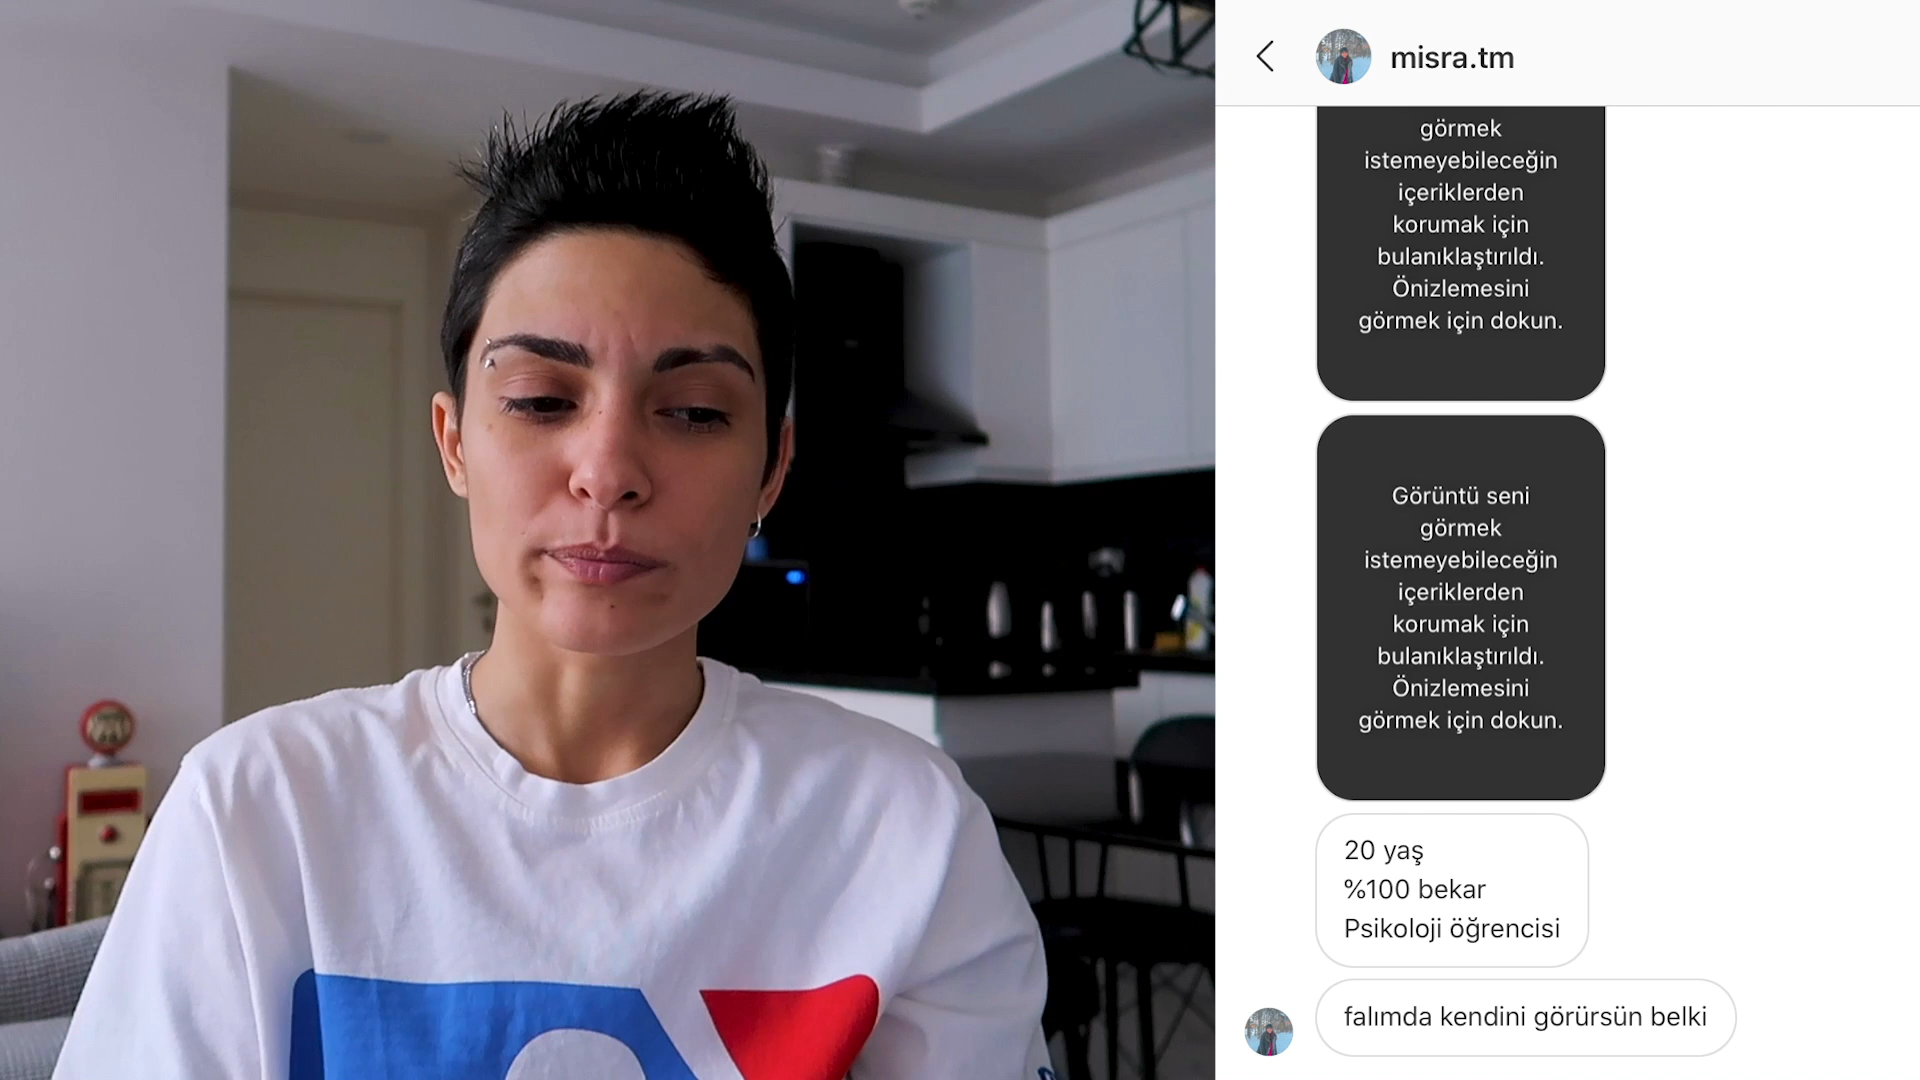 misra.tm
görmek
istemeyebileceğin
içeriklerden
korumak için
bulanıklaştırıldı.
Önizlemesini
görmek için dokun.
Görüntü seni
görmek
istemeyebileceğin
içeriklerden
korumak için
bulanıklaştırıldı.
Önizlemesini
görmek için dokun.
20 yaş
%100 bekar
Psikoloji öğrencisi
falımda kendini görürsün belki